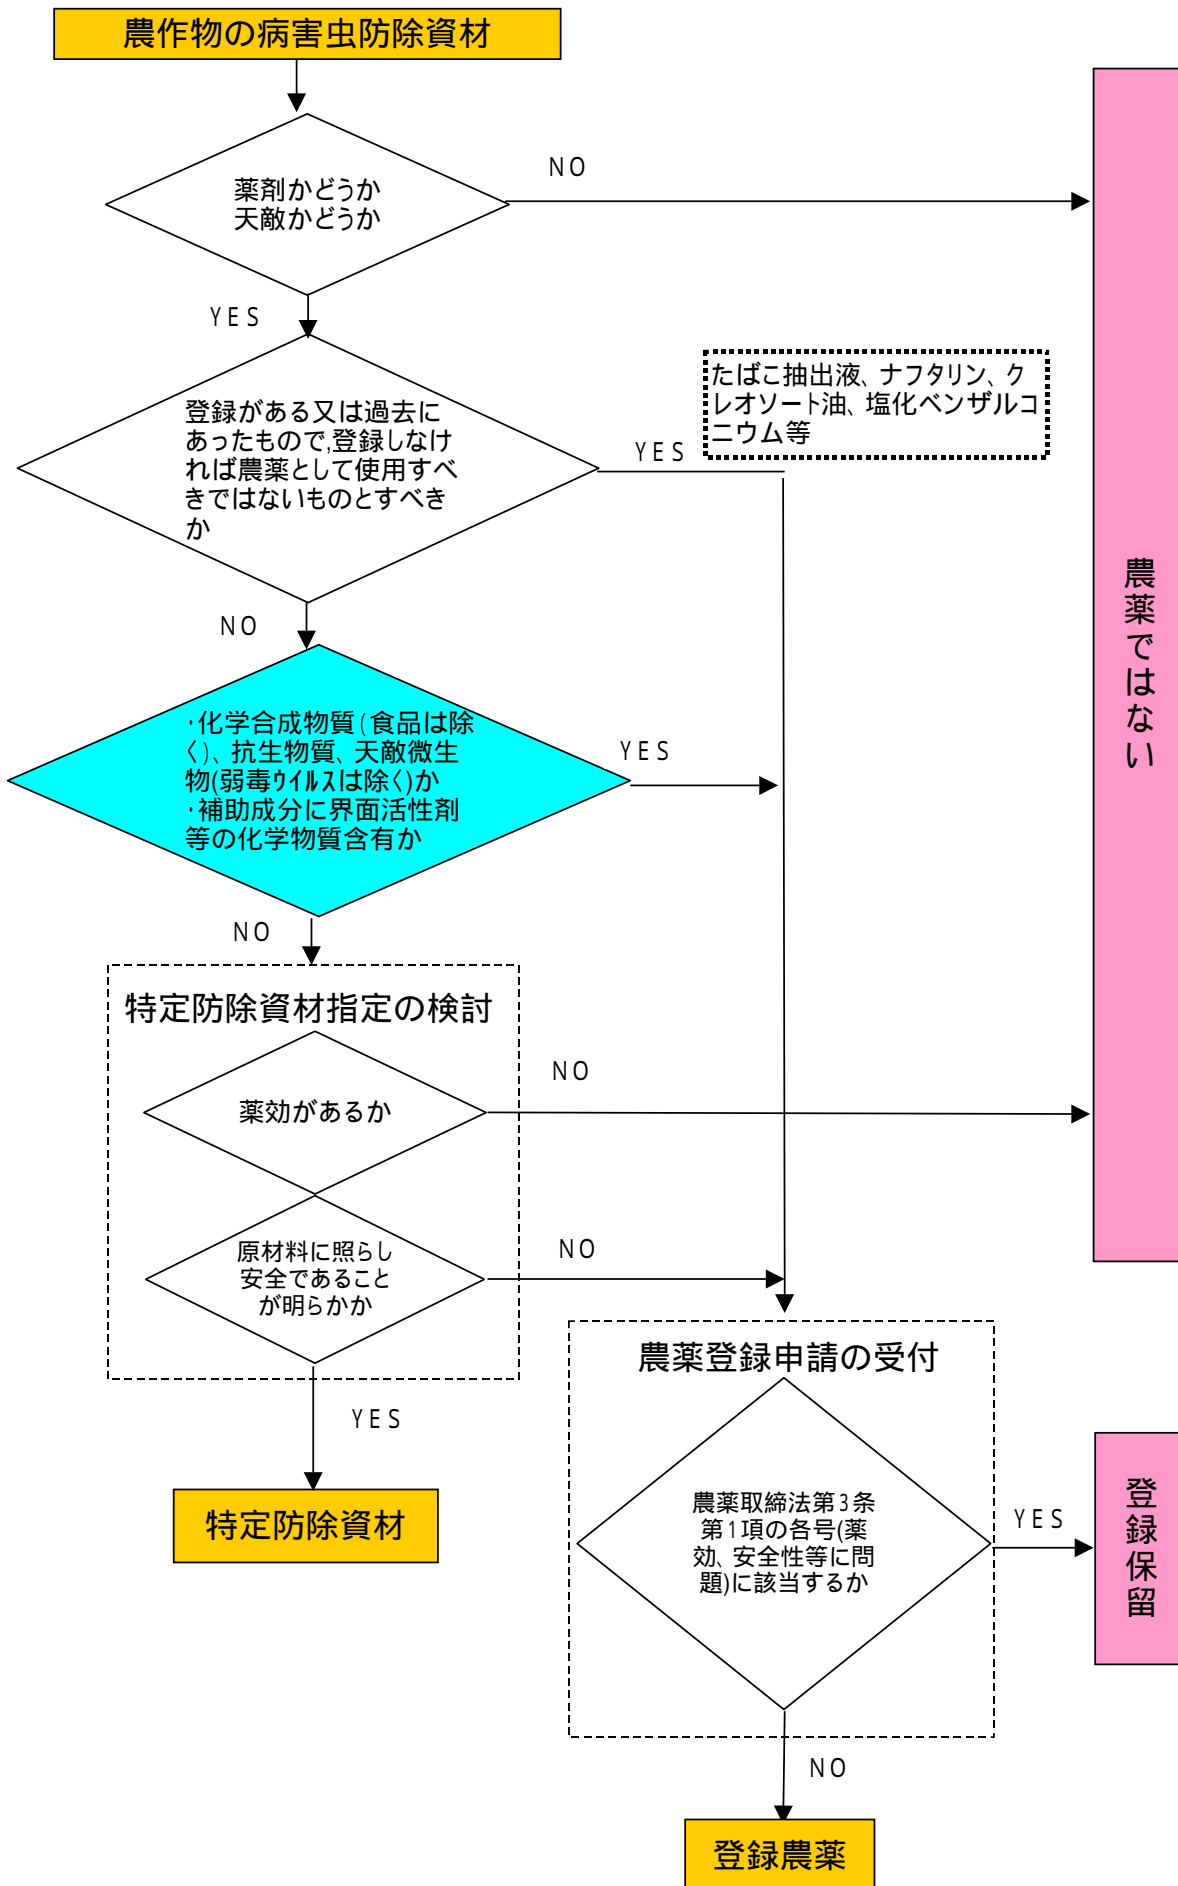 農作物の病害虫防除資材
薬剤かどうか
天敵かどうか
NO
YES
登録がある又は過去に
あったもので,登録しなけ
れば農薬として使用すべ
きではないものとすべき
か
YES
たばこ抽出液、ナフタリン、ク
レオソート油、塩化ベンザルコ
ニウム等
NO
・化学合成物質(食品は除
く)、抗生物質、天敵微生
物(弱毒ウイルスは除く)か
・補助成分に界面活性剤
等の化学物質含有か
YES
NO
特定防除資材指定の検討
薬効があるか
NO
原材料に照らし
安全であること
が明らかか
NO
YES
特定防除資材
農薬ではない
農薬登録申請の受付
農薬取締法第3条
第1項の各号(薬
効、安全性等に問
題)に該当するか
YES
登録保留
NO
登録農薬